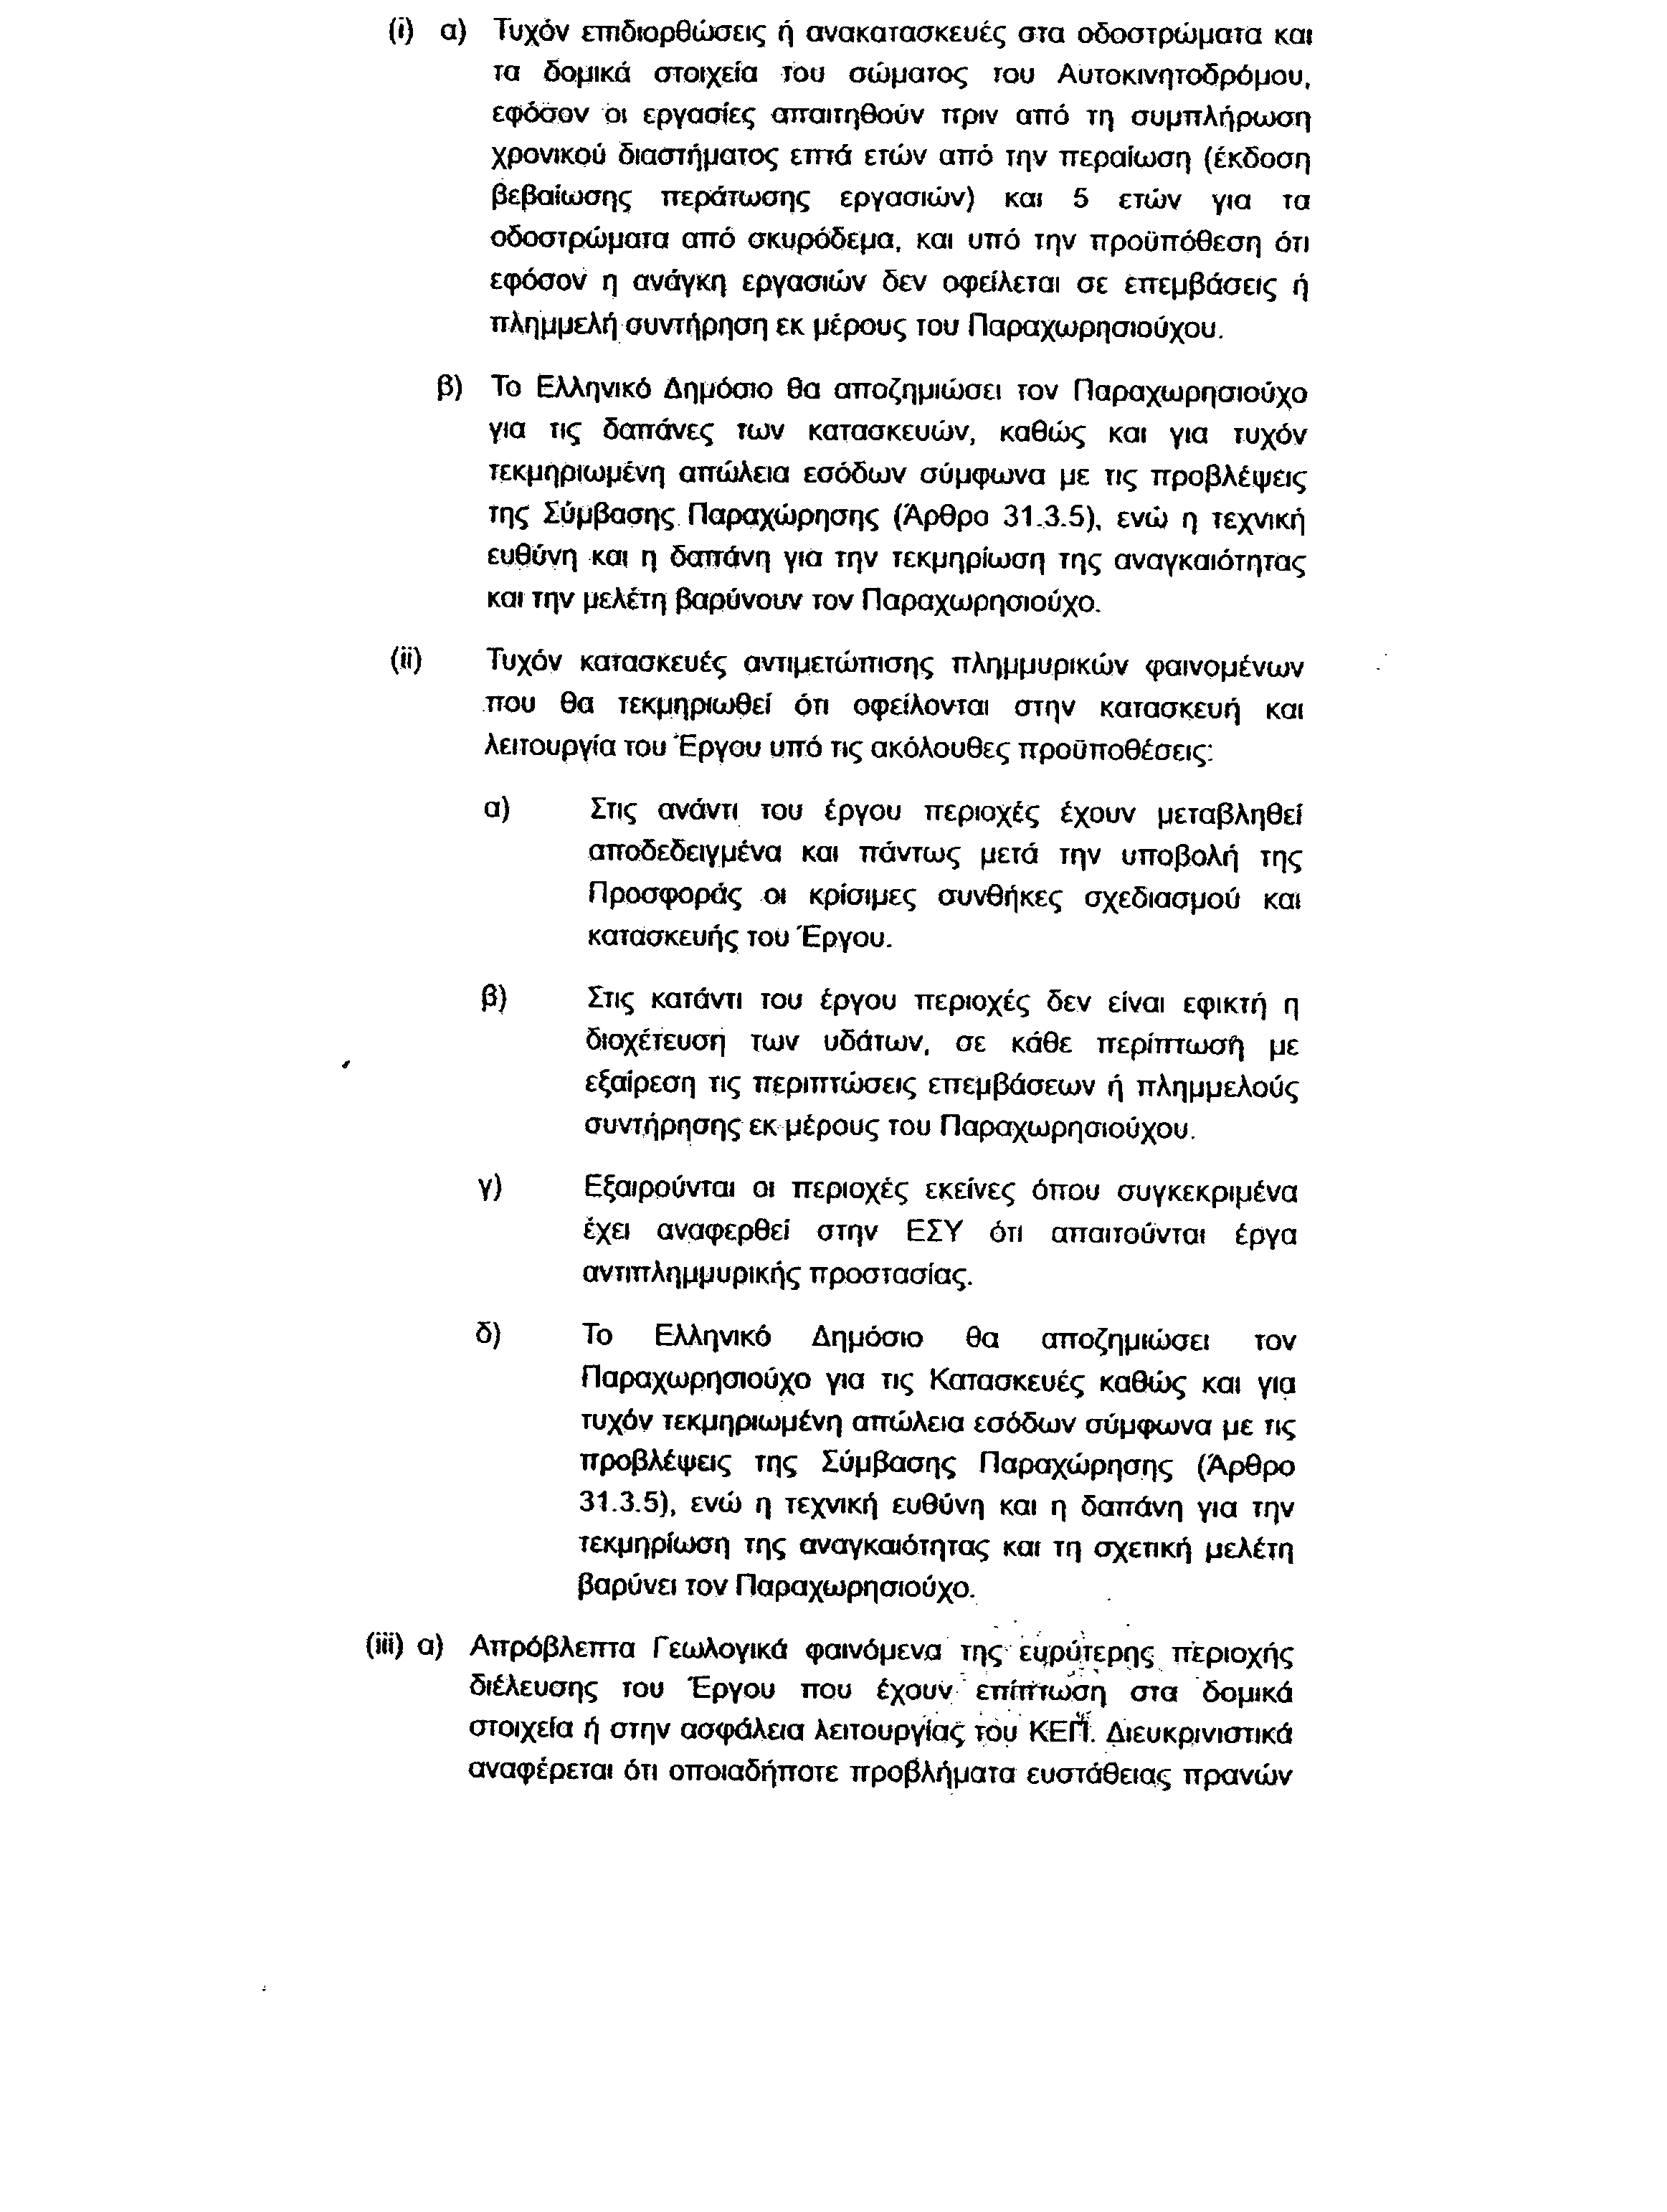 (i) α) Τυχόν επιδιορθώσεις ή ανακατασκευές στα οδοστρώματα και
τα δομικά στοιχεία του σώματος του Αυτοκινητοδρόμου,
εφόσον οι εργασίες απαιτηθούν πριν από τη συμπλήρωση
χρονικού διαστήματος επτά ετών από την περαίωση (έκδοση
βεβαίωσης περάτωσης εργασιών) και 5 ετών για τα
οδοστρώματα από σκυρόδεμα, και υπό την προϋπόθεση ότι
εφόσον η ανάγκη εργασιών δεν οφείλεται σε επεμβάσεις ή
πλημμελή συντήρηση εκ μέρους του Παραχωρησιούχου.
β) Το Ελληνικό Δημόσιο θα αποζημιώσει τον Παραχωρησιούχο
για τις δαπάνες των κατασκευών, καθώς και για τυχόν
τεκμηριωμένη απώλεια εσόδων σύμφωνα με τις προβλέψεις
της Σύμβασης Παραχώρησης (Άρθρο 31.3.5), ενώ η τεχνική
ευθύνη και η δαπάνη για την τεκμηρίωση της αναγκαιότητας
και την μελέτη βαρύνουν τον Παραχωρησιούχο.
(ii) Τυχόν κατασκευές αντιμετώπισης πλημμυρικών φαινομένων
που θα τεκμηριωθεί ότι οφείλονται στην κατασκευή και
λειτουργία του Έργου υπό τις ακόλουθες προϋποθέσεις:
α) Στις ανάντι του έργου περιοχές έχουν μεταβληθεί
αποδεδειγμένα και πάντως μετά την υποβολή της
Προσφοράς οι κρίσιμες συνθήκες σχεδιασμού και
κατασκευής του Έργου.
β) Στις κατάντι του έργου περιοχές δεν είναι εφικτή η
διοχέτευση των υδάτων, σε κάθε περίπτωση με
εξαίρεση τις περιπτώσεις επεμβάσεων ή πλημμελούς
συντήρησης εκ μέρους του Παραχωρησιούχου.
γ) Εξαιρούνται οι περιοχές εκείνες όπου συγκεκριμένα
έχει αναφερθεί στην ΕΣΥ ότι απαιτούνται έργα
αντιπλημμυρικής προστασίας.
δ) Το Ελληνικό Δημόσιο θα αποζημιώσει τον
Παραχωρησιούχο για τις Κατασκευές καθώς και για
τυχόν τεκμηριωμένη απώλεια εσόδων σύμφωνα με τις
προβλέψεις της Σύμβασης Παραχώρησης (Άρθρο
31.3.5), ενώ η τεχνική ευθύνη και η δαπάνη για την
τεκμηρίωση της αναγκαιότητας και τη σχετική μελέτη
βαρύνει τον Παραχωρησιούχο.
(iii) α) Απρόβλεπτα Γεωλογικά φαινόμενα της ευρύτερης περιοχής
διέλευσης του Έργου που έχουν επίπτωση στα δομικά
στοιχεία ή στην ασφάλεια λειτουργίας του ΚΕΠ. Διευκρινιστικά
αναφέρεται ότι οποιαδήποτε προβλήματα ευστάθειας πρανών